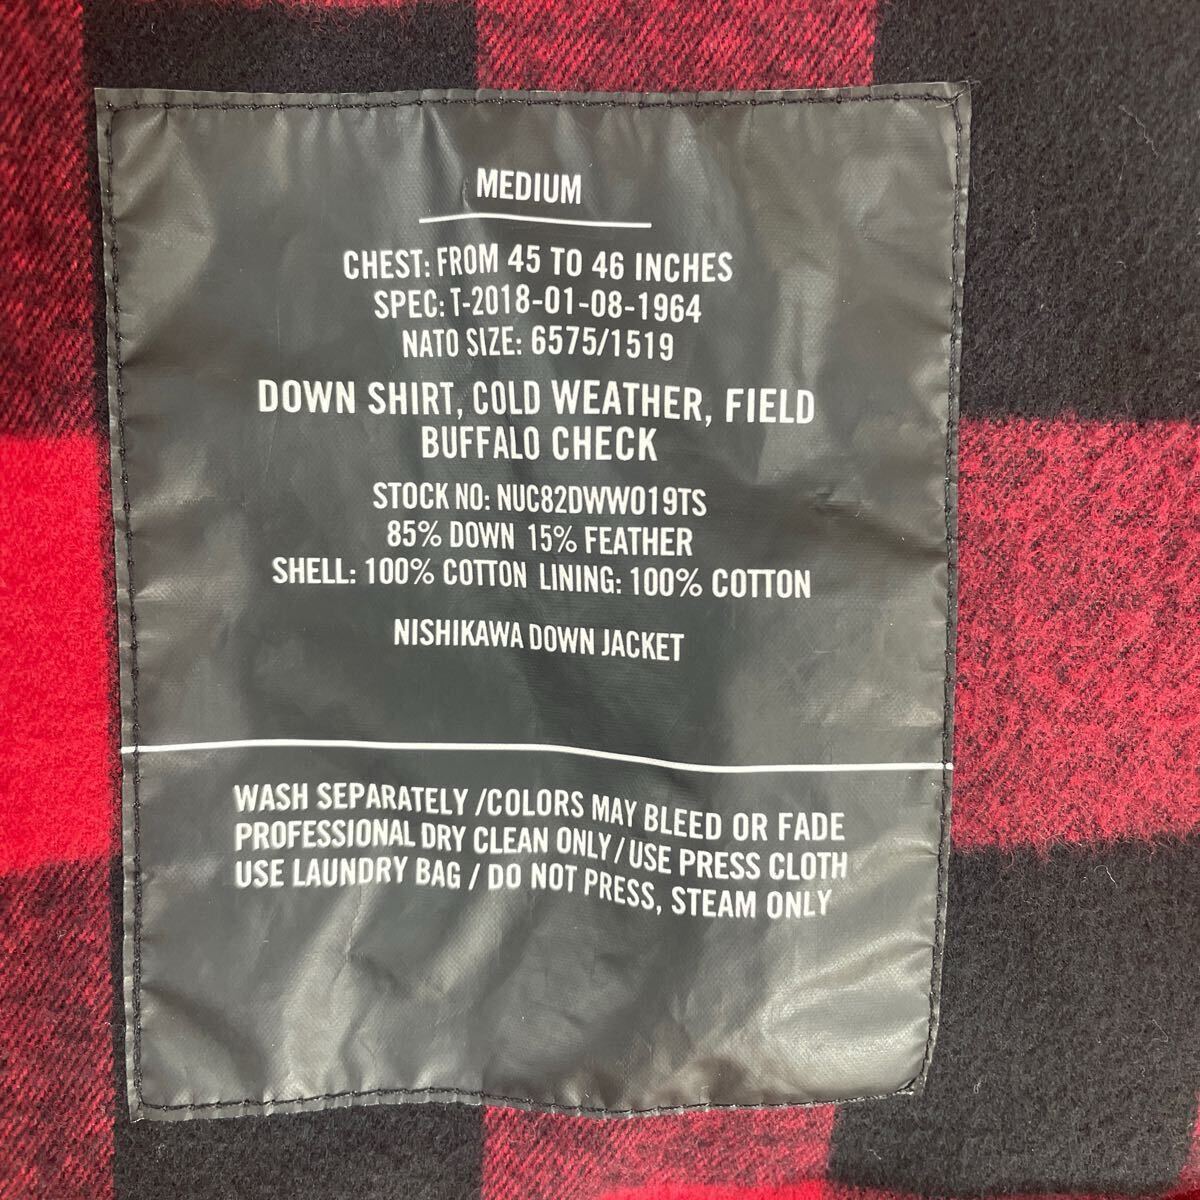 MEDIUM
CHEST: FROM 45 TO 46 INCHES
SPEC: T-2018-01-08-1964
NATO SIZE: 6575/1519
DOWN SHIRT, COLD WEATHER, FIELD
BUFFALO CHECK
STOCK NO: NUC82DWW019TS
85% DOWN 15% FEATHER
SHELL: 100% COTTON LINING: 100% COTTON
NISHIKAWA DOWN JACKET
WASH SEPARATELY /COLORS MAY BLEED OR FADE
PROFESSIONAL DRY CLEAN ONLY / USE PRESS CLOTH
USE LAUNDRY BAG / DO NOT PRESS, STEAM ONLY